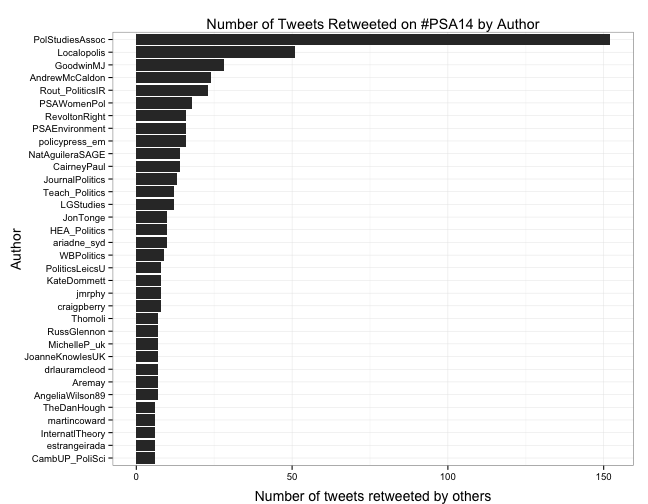 Number of Tweets Retweeted on #PSA14 by Author
PolStudiesAssoc
Localopolis
GoodwinMJ
AndrewMcCaldon
Rout_PoliticsIR
PSAWomenPol
RevoltonRight
PSAEnvironment
policypress_em
NatAguileraSAGE
CairneyPaul
JournalPolitics
Teach_Politics
LGStudies
JonTonge
HEA_Politics
ariadne_syd
WBPolitics
PoliticsLeicsU
KateDommett
jmrphy
craigpberry
Thomoli
RussGlennon
MichelleP_uk
JoanneKnowlesUK
drlauramcleod
Aremay
AngeliaWilson89
TheDanHough
martincoward
InternatlTheory
estrangeirada
CambUP_PoliSci
Author
0 50 100 150
Number of tweets retweeted by others